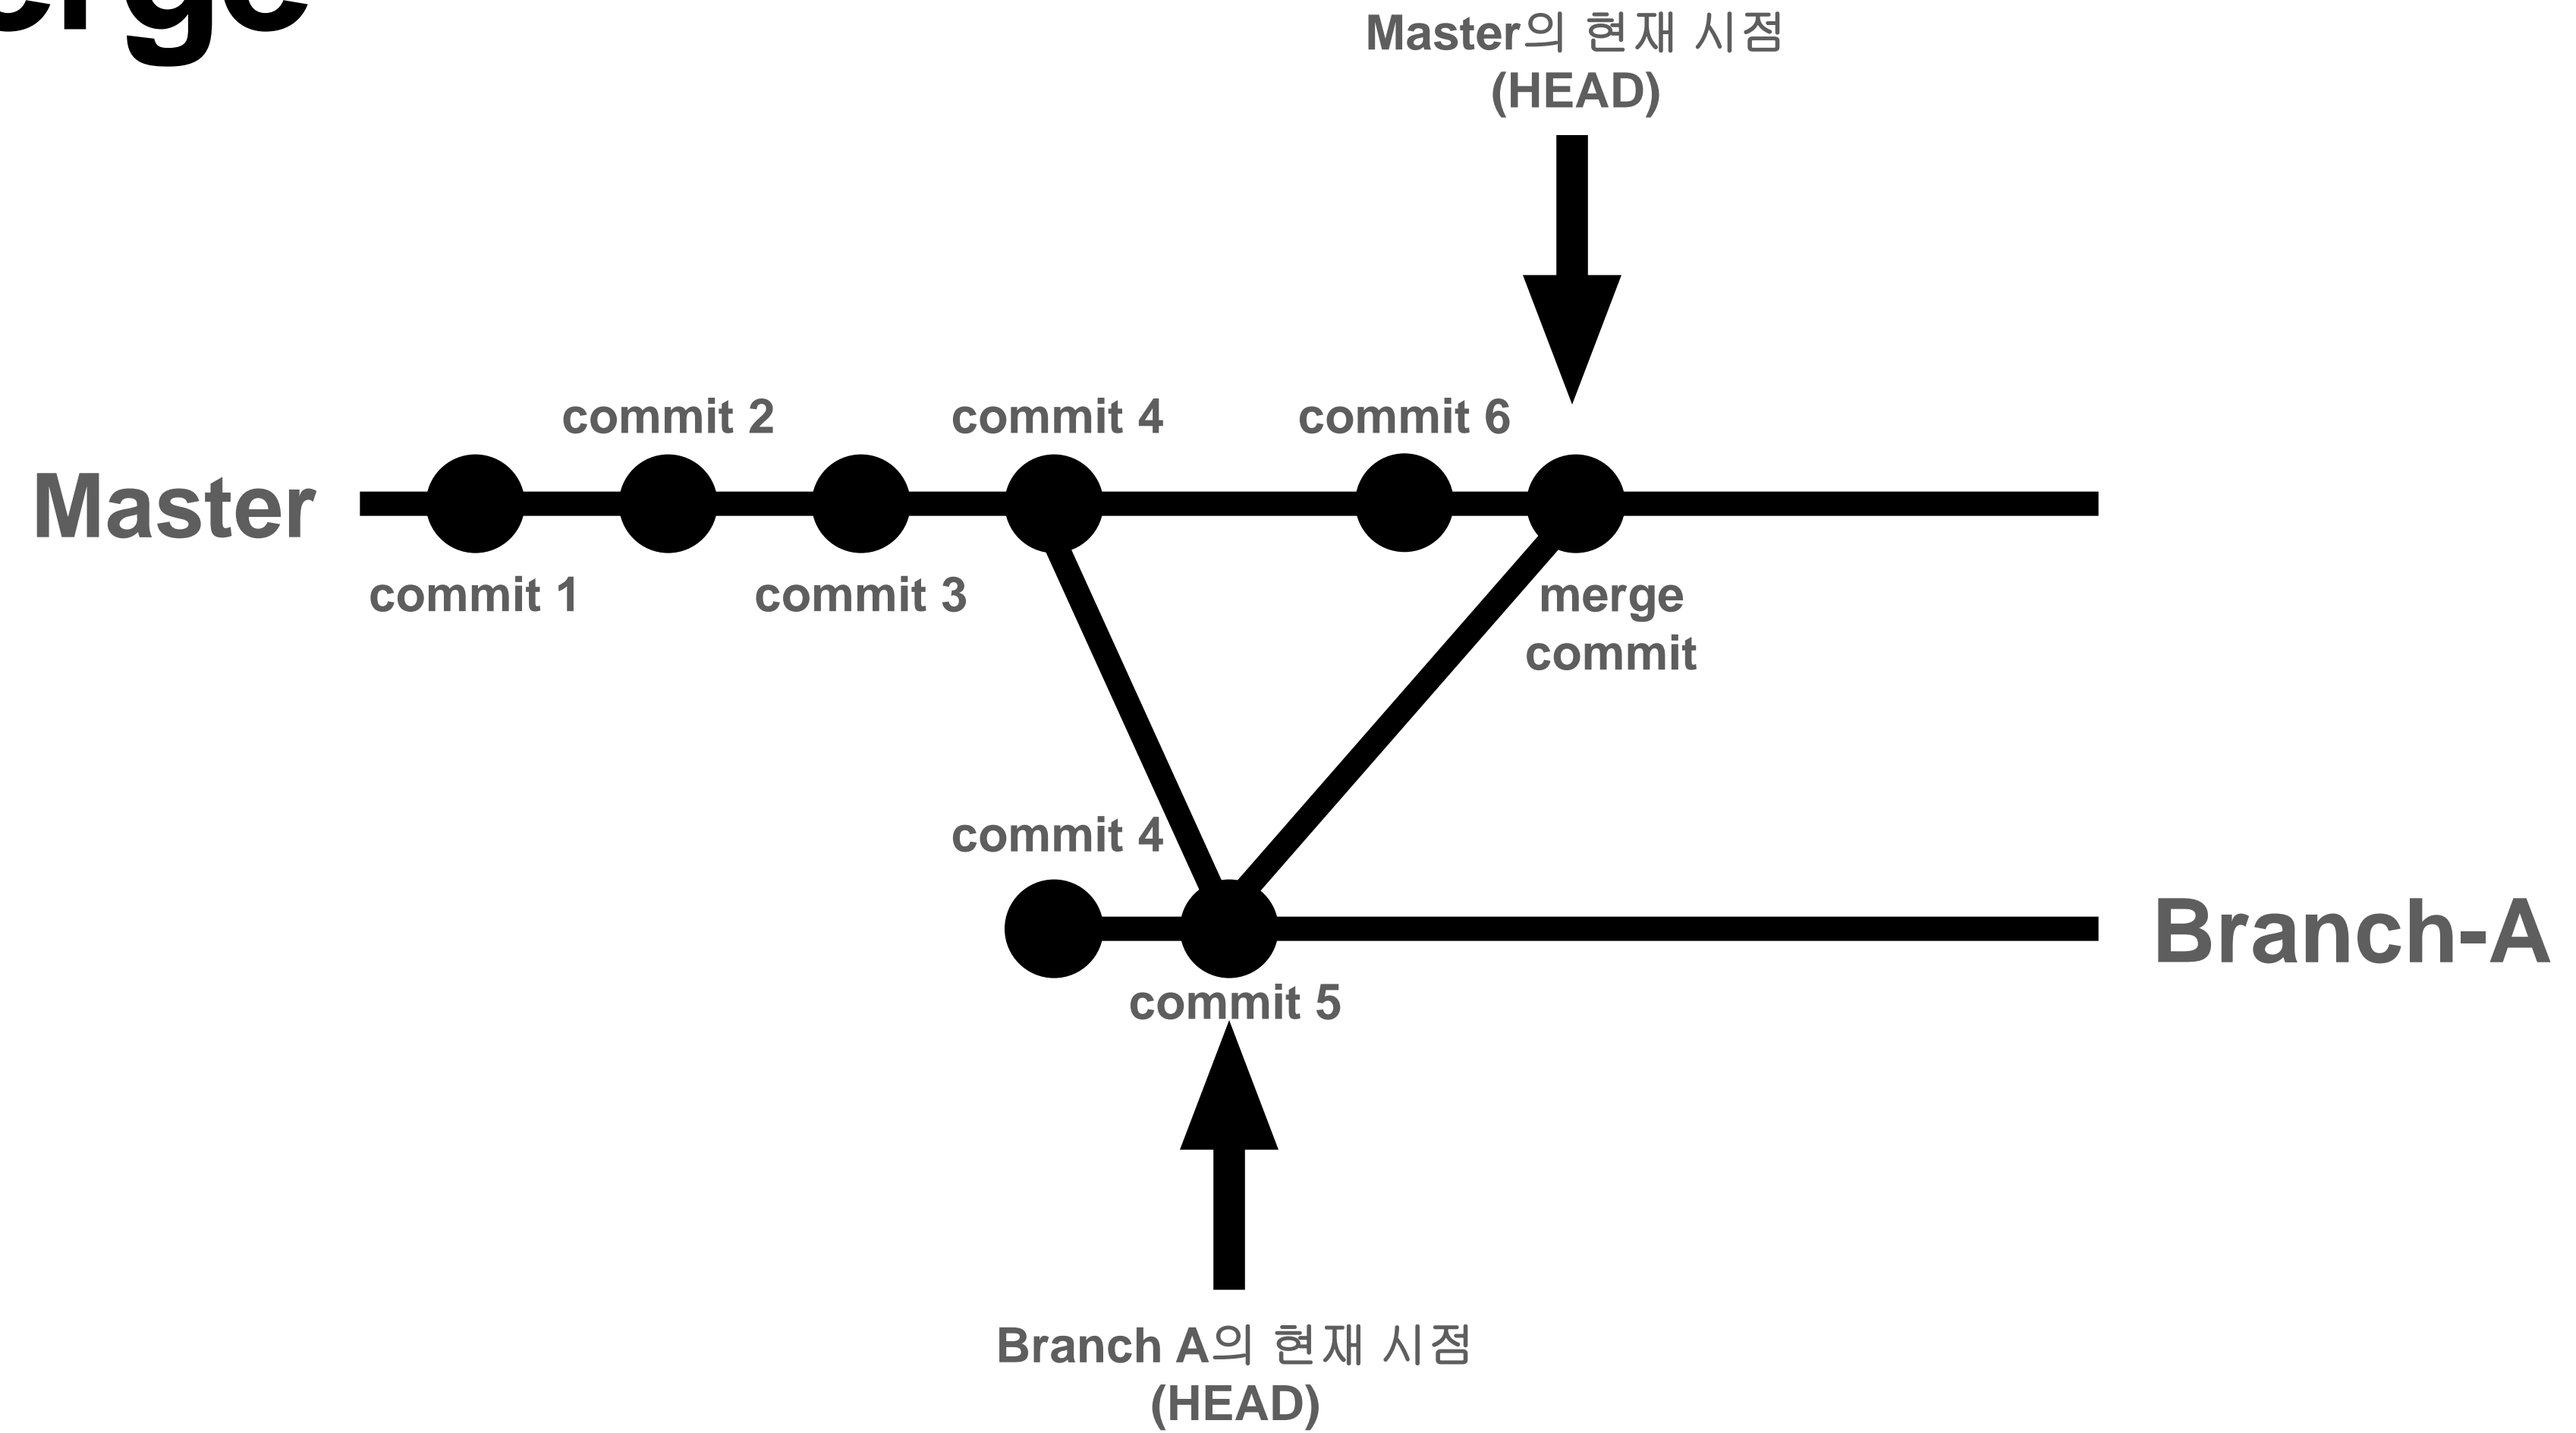 erge
Master의 현재 시점
(HEAD)
commit 2
commit 4
commit 6
Master
commit 1
commit 3
merge
commit
commit 4
Branch-A
commit 5
Branch A의 현재 시점
(HEAD)